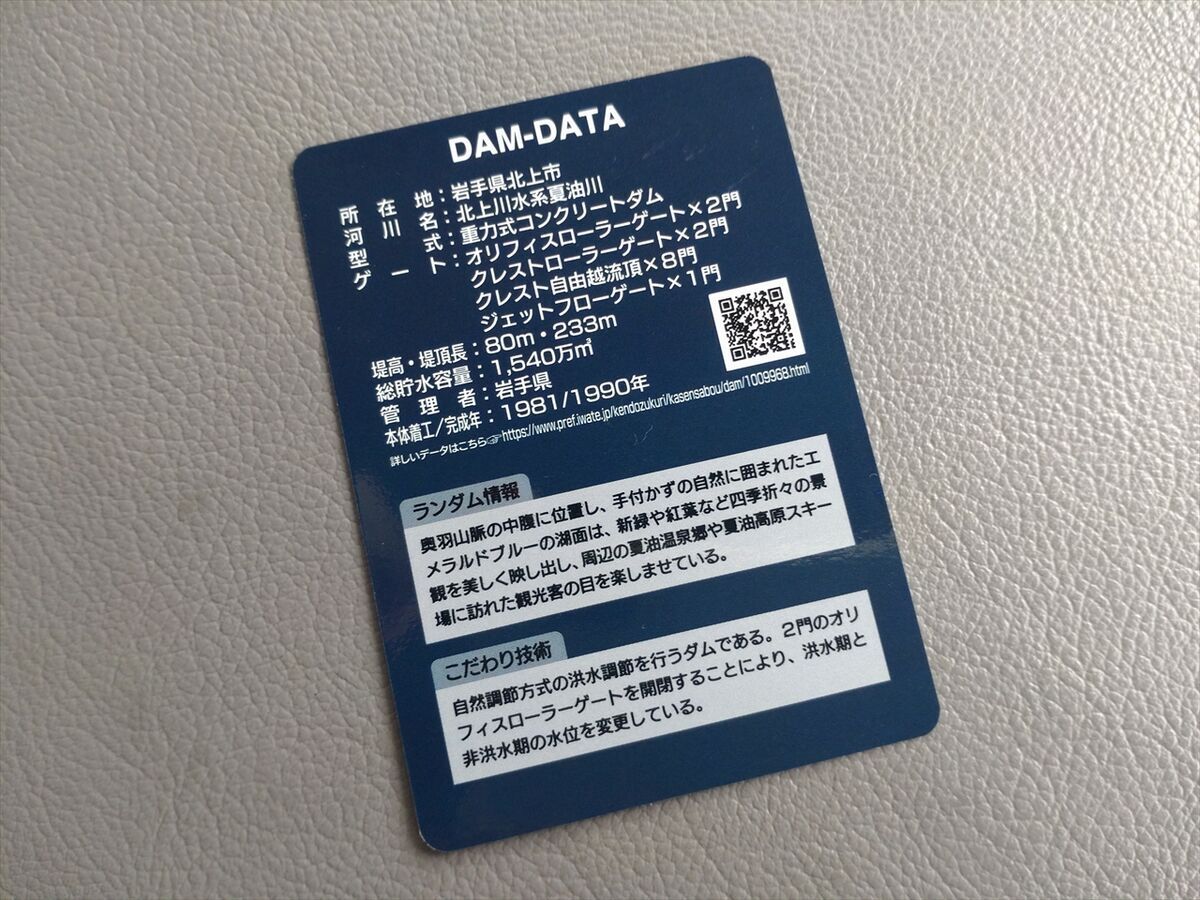 DAM-DATA
所在地：岩手県北上市
河川名：北上川水系夏油川
型式：重力式コンクリートダム
ゲート：オリフィスローラーゲート×2門
クレストローラーゲート×2門
クレスト自由越流頂×8門
ジェットフローゲート×1門
堤高・堤頂長：80m・233m
総貯水容量：1,540万㎥
管理者：岩手県
本体着工/完成年：1981/1990年
詳しいデータはこちら☞https://www.pref.iwate.jp/kendozukuri/kasensabou/dam/1009968.html
ランダム情報
奥羽山脈の中腹に位置し、手付かずの自然に囲まれたエ
メラルドブルーの湖面は、新緑や紅葉など四季折々の景
観を美しく映し出し、周辺の夏油温泉郷や夏油高原スキー
場に訪れた観光客の目を楽しませている。
こだわり技術
自然調節方式の洪水調節を行うダムである。2門のオリ
フィスローラーゲートを開閉することにより、洪水期と
非洪水期の水位を変更している。